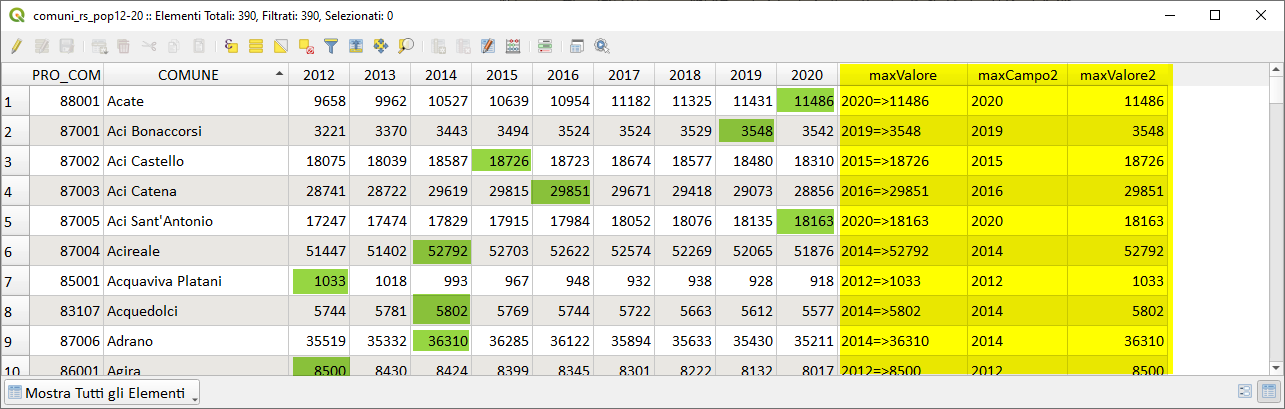 comuni_rs_pop12-20 :: Elementi Totali: 390, Filtrati: 390, Selezionati: 0
PRO_COM COMUNE 2012 2013 2014 2015 2016 2017 2018 2019 2020 maxValore maxCampo2 maxValore2
1 88001 Acate 9658 9962 10527 10639 10954 11182 11325 11431 11486 2020=>11486 2020 11486
2 87001 Aci Bonaccorsi 3221 3370 3443 3494 3524 3524 3529 3548 3542 2019=>3548 2019 3548
3 87002 Aci Castello 18075 18039 18587 18726 18723 18674 18577 18480 18310 2015=>18726 2015 18726
4 87003 Aci Catena 28741 28722 29619 29815 29851 29671 29418 29073 28856 2016=>29851 2016 29851
5 87005 Aci Sant'Antonio 17247 17474 17829 17915 17984 18052 18076 18135 18163 2020=>18163 2020 18163
6 87004 Acireale 51447 51402 52792 52703 52622 52574 52269 52065 51876 2014=>52792 2014 52792
7 85001 Acquaviva Platani 1033 1018 993 967 948 932 938 928 918 2012=>1033 2012 1033
8 83107 Acquedolci 5744 5781 5802 5769 5744 5722 5663 5612 5577 2014=>5802 2014 5802
9 87006 Adrano 35519 35332 36310 36285 36122 35894 35633 35430 35211 2014=>36310 2014 36310
10 86001 Agira 8500 8430 8424 8399 8345 8301 8222 8132 8017 2012=>8500 2012 8500
Mostra Tutti gli Elementi